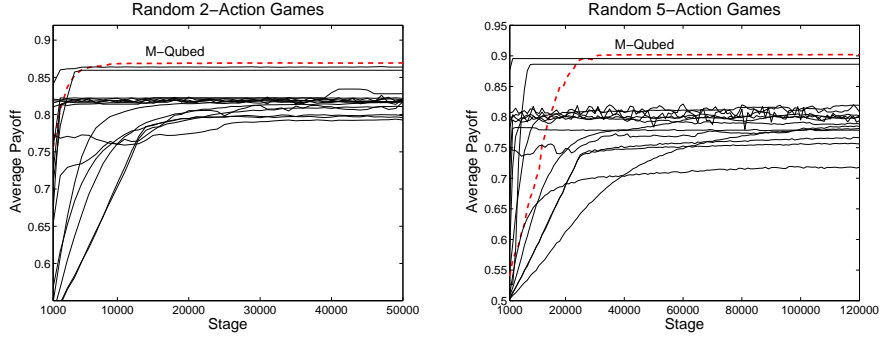 Random 2−Action Games
0.9
0.85
0.8
0.75
0.7
0.65
0.6
Average Payoff
M−Qubed
1000 10000 20000 30000 40000 50000
Stage
Random 5−Action Games
0.95
0.9
0.85
0.8
0.75
0.7
0.65
0.6
0.55
0.5
Average Payoff
M−Qubed
1000 20000 40000 60000 80000 100000 120000
Stage